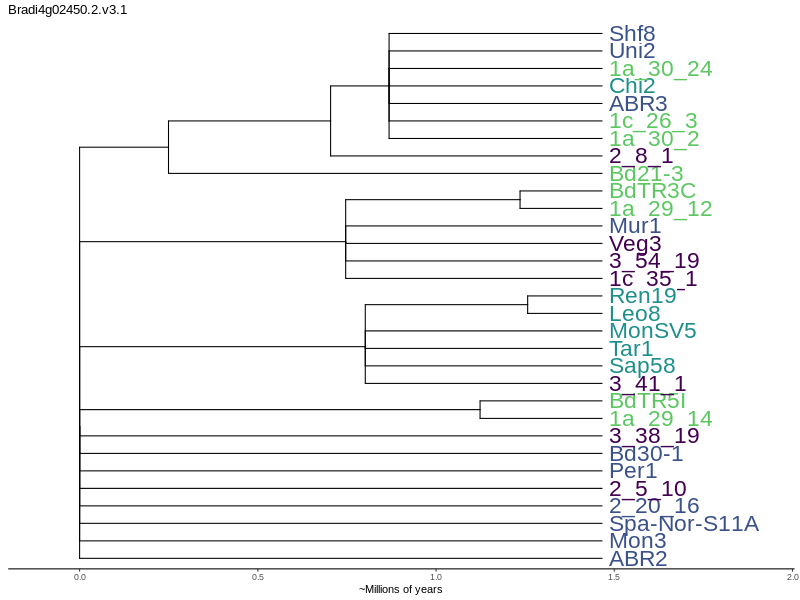 Bradi4g02450.2.v3.1
Shf8
Uni2
1a_30_24
Chi2
ABR3
1c_26_3
1a_30_2
2_8_1
Bd21-3
BdTR3C
1a_29_12
Mur1
Veg3
3_54_19
1c_35_1
Ren19
Leo8
MonSV5
Tar1
Sap58
3_41_1
BdTR5I
1a_29_14
3_38_19
Bd30-1
Per1
2_5_10
2_20_16
Spa-Nor-S11A
Mon3
ABR2
0.0 0.5 1.0 1.5 2.0
~Millions of years